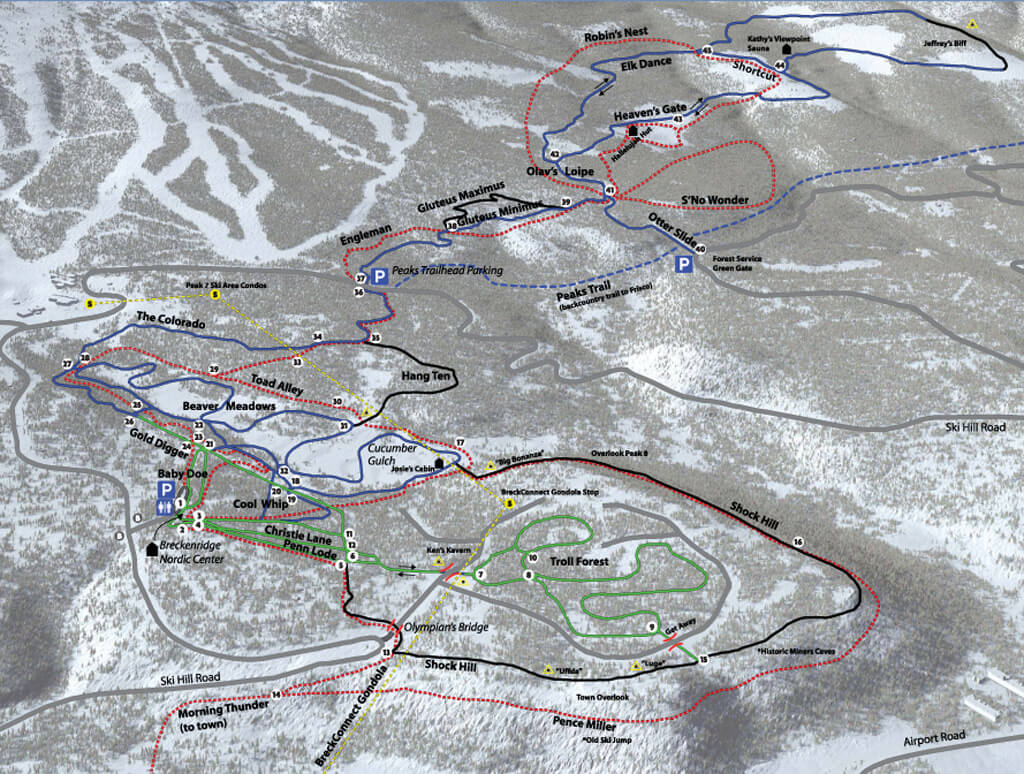 Robin's Nest
45
Kathy's Viewpoint
Sauna
44
Jeffrey's Biff
Elk Dance
Shortcut
Heaven's Gate
43
Hallelujah Hut
42
Olav's Loipe
41
S'No Wonder
Gluteus Maximus
Gluteus Minimus
39
38
Otter Slide
40
Forest Service
Green Gate
P
Engleman
37
P
Peaks Trailhead Parking
36
Peaks Trail
(backcountry trail to Frisco)
Peak 7 Ski Area Condos
S
S
The Colorado
34
35
33
28
27
29
Toad Alley
30
Hang Ten
31
Beaver Meadows
25
26
22
23
21
24
Gold Digger
Cucumber
Gulch
Josie's Cabin
17
"Big Bonanza"
Overlook Peak 8
Ski Hill Road
Baby Doe
P
32
18
20
19
Cool Whip
BreckConnect Gondola Stop
S
Shock Hill
16
1
2
3
4
B
B
Breckenridge
Nordic Center
Christie Lane
Penn Lode
11
12
6
5
Ken's Kavern
7
10
8
Troll Forest
9
Get Away
15
*Historic Miners Caves
Olympian's Bridge
13
Shock Hill
"Uflda"
"Luge"
Town Overlook
Ski Hill Road
14
Morning Thunder
(to town)
BreckConnect Gondola
Pence Miller
*Old Ski Jump
Airport Road